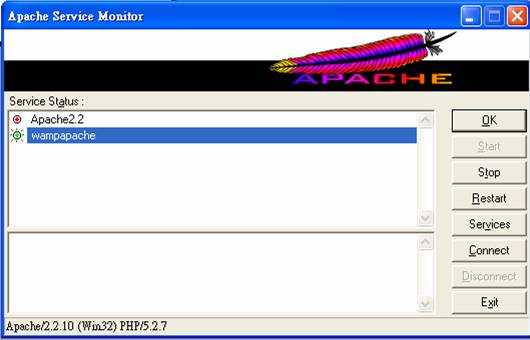 Apache Service Monitor
APACHE
Service Status :
Apache2.2
wampapache
OK
Start
Stop
Restart
Services
Connect
Disconnect
Exit
Apache/2.2.10 (Win32) PHP/5.2.7